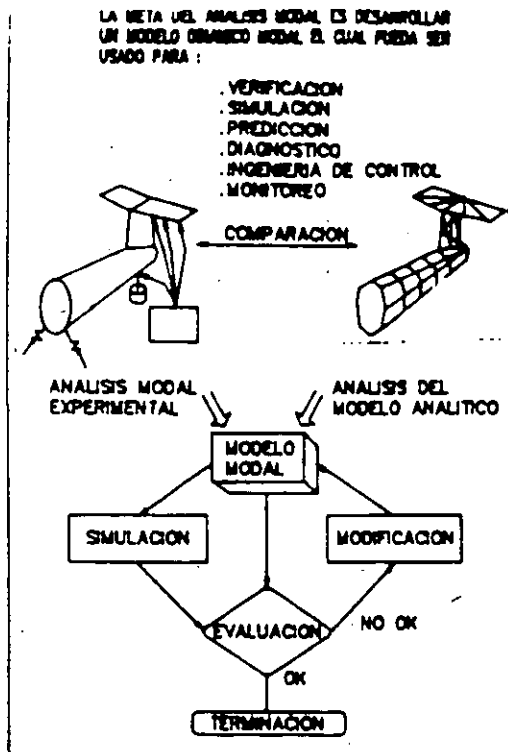 LA META DEL ANALISIS MODAL ES DESARROLLAR
UN MODELO DINAMICO MODAL EL CUAL PUEDA SER
USADO PARA :
. VERIFICACION
. SIMULACION
. PREDICCION
. DIAGNOSTICO
. INGENIERIA DE CONTROL
. MONITOREO
COMPARACION
ANALISIS MODAL
EXPERIMENTAL
ANALISIS DEL
MODELO ANALITICO
MODELO
MODAL
SIMULACION
MODIFICACION
EVALUACION
NO OK
OK
TERMINACION